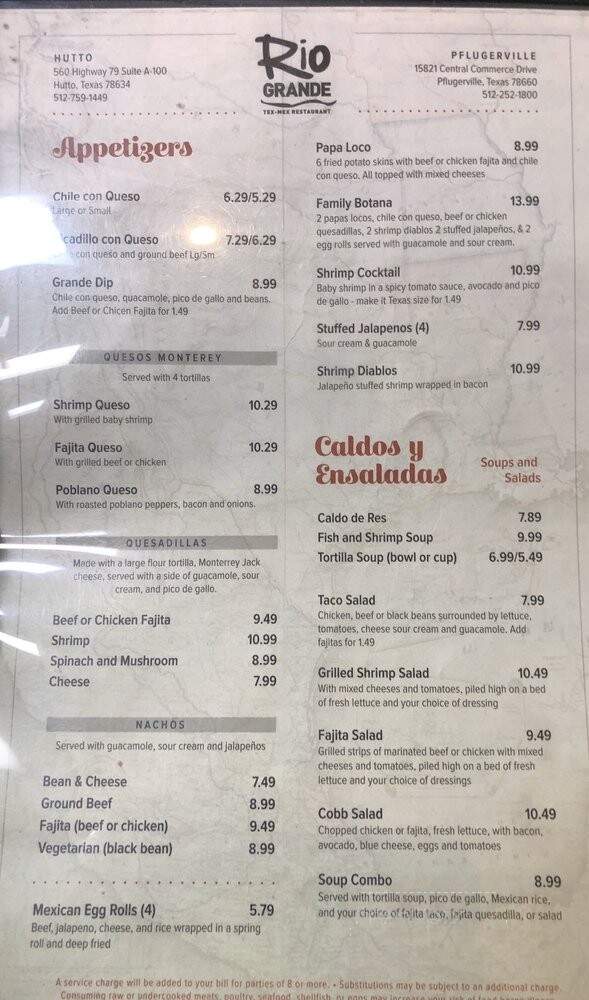 HUTTO
560 Highway 79 Suite A-100
Hutto, Texas 78634
512-759-1449
Rio
GRANDE
TEX-MEX RESTAURANT
PFLUGERVILLE
15821 Central Commerce Drive
Pflugerville, Texas 78660
512-252-1800
Appetizers
Chile con Queso 6.29/5.29
Large or Small
con Queso 7.29/6.29
con queso and ground beef Lg/Sm
Grande Dip 8.99
Chile con queso, quacamole, pico de gallo and beans.
Add Beef or Chicen Fajita for 1.49
QUESOS MONTEREY
Served with 4 tortillas
Shrimp Queso 10.29
With grilled baby shrimp
Fajita Queso 10.29
With grilled beef or chicken
Poblano Queso 8.99
With roasted poblano peppers, bacon and onions.
QUESADILLAS
Made with a large flour tortilla, Monterrey Jack
cheese, served with a side of guacamole, sour
cream, and pico de gallo.
Beef or Chicken Fajita 9.49
Shrimp 10.99
Spinach and Mushroom 8.99
Cheese 7.99
NACHOS
Served with guacamole, sour cream and jalapeños
Bean & Cheese 7.49
Ground Beef 8.99
Fajita (beef or chicken) 9.49
Vegetarian (black bean) 8.99
Mexican Egg Rolls (4) 5.79
Beef, jalapeno, cheese, and rice wrapped in a spring
roll and deep fried
Papa Loco 8.99
6 fried potato skins with beef or chicken fajita and chile
con queso. All topped with mixed cheeses
Family Botana 13.99
2 papas locos, chile con queso, beef or chicken
quesadillas, 2 shrimp diablos 2 stuffed jalapeños, & 2
egg rolls served with guacamole and sour cream.
Shrimp Cocktail 10.99
Baby shrimp in a spicy tomato sauce, avocado and pico
de gallo - make it Texas size for 1.49
Stuffed Jalapenos (4) 7.99
Sour cream & guacamole
Shrimp Diablos 10.99
Jalapeño stuffed shrimp wrapped in bacon
Caldos y
Ensaladas
Soups and
Salads
Caldo de Res 7.89
Fish and Shrimp Soup 9.99
Tortilla Soup (bowl or cup) 6.99/5.49
Taco Salad 7.99
Chicken, beef or black beans surrounded by lettuce,
tomatoes, cheese sour cream and guacamole. Add
fajitas for 1.49
Grilled Shrimp Salad 10.49
With mixed cheeses and tomatoes, piled high on a bed
of fresh lettuce and your choice of dressing
Fajita Salad 9.49
Grilled strips of marinated beef or chicken with mixed
cheeses and tomatoes, piled high on a bed of fresh
lettuce and your choice of dressings
Cobb Salad 10.49
Chopped chicken or fajita, fresh lettuce, with bacon,
avocado, blue cheese, eggs and tomatoes
Soup Combo 8.99
Served with tortilla soup, pico de gallo, Mexican rice,
and your choice of fajita taco, fajita quesadilla, or salad
A service charge will be added to your bill for parties of 8 or more. • Substitutions may be subject to an additional charge.
Consuming raw or undercooked meats, poultry, seafood, shellfish, or eggs may increase your risk of